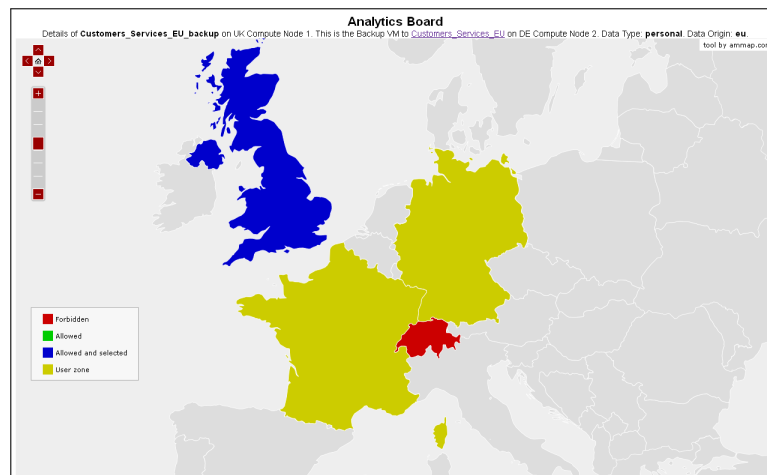 Analytics Board
Details of Customers_Services_EU_backup on UK Compute Node 1. This is the Backup VM to Customers_Services_EU on DE Compute Node 2. Data Type: personal. Data Origin: eu.
tool by ammap.com
Forbidden
Allowed
Allowed and selected
User zone